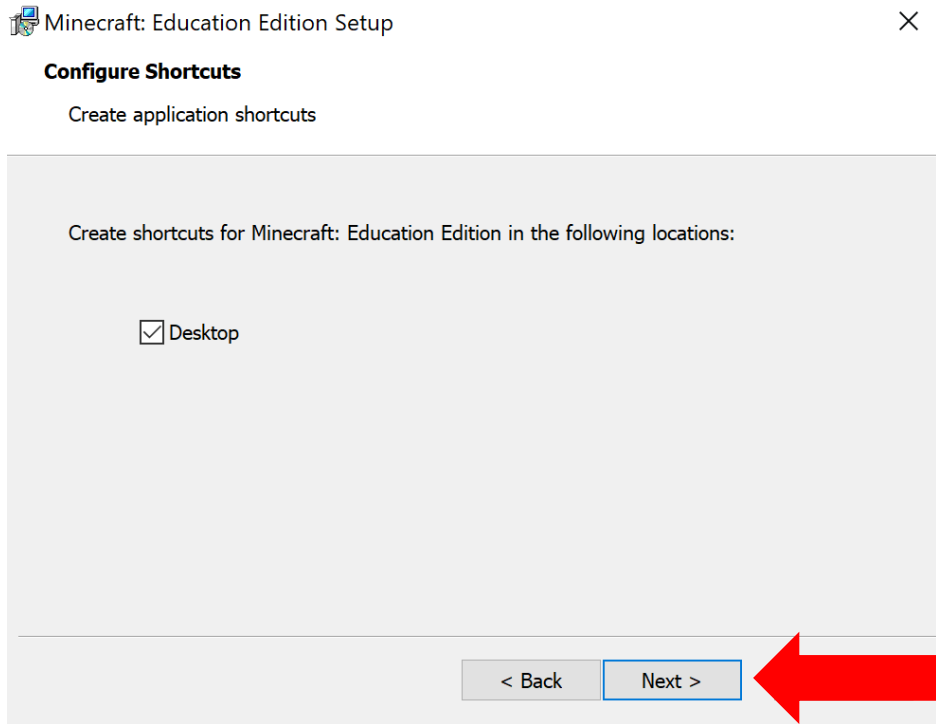 Minecraft: Education Edition Setup
Configure Shortcuts
Create application shortcuts
Create shortcuts for Minecraft: Education Edition in the following locations:
Desktop
< Back
Next >